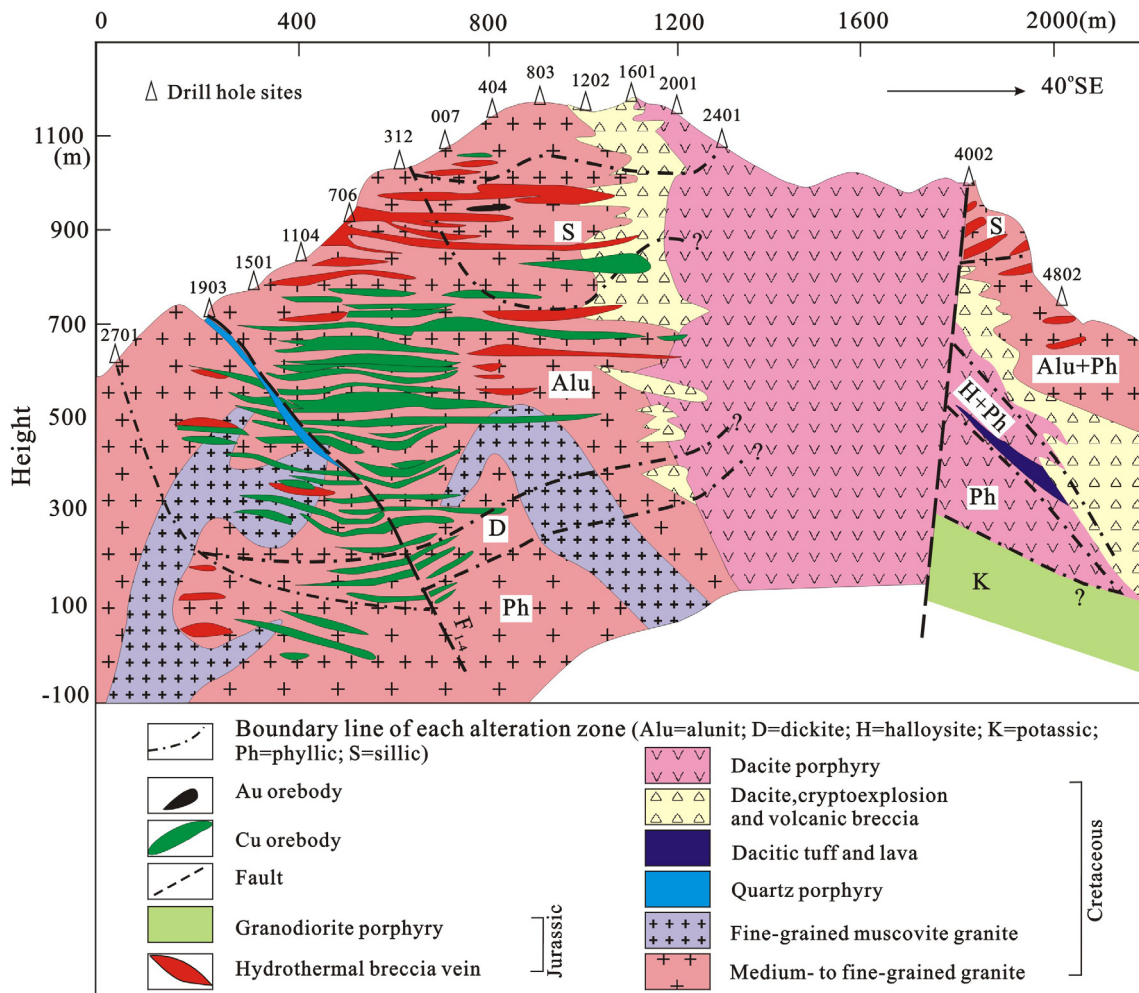 0 400 800 1200 1600 2000(m)
Drill hole sites
40°SE
404 803 1202 1601 2001 2401
312 007
706
1104
1501
1903
2701
4002
4802
1100
(m)
900
700
500
300
100
-100
Height
S
S
Alu
Alu+Ph
H+Ph
D
Ph
Ph
K
?
?
?
?
Boundary line of each alteration zone (Alu=alunit; D=dickite; H=halloysite; K=potassic;
Ph=phyllic; S=sillic)
Au orebody
Cu orebody
Fault
Granodiorite porphyry
Hydrothermal breccia vein
Jurassic
Dacite porphyry
Dacite,cryptoexplosion
and volcanic breccia
Dacitic tuff and lava
Quartz porphyry
Fine-grained muscovite granite
Medium- to fine-grained granite
Cretaceous